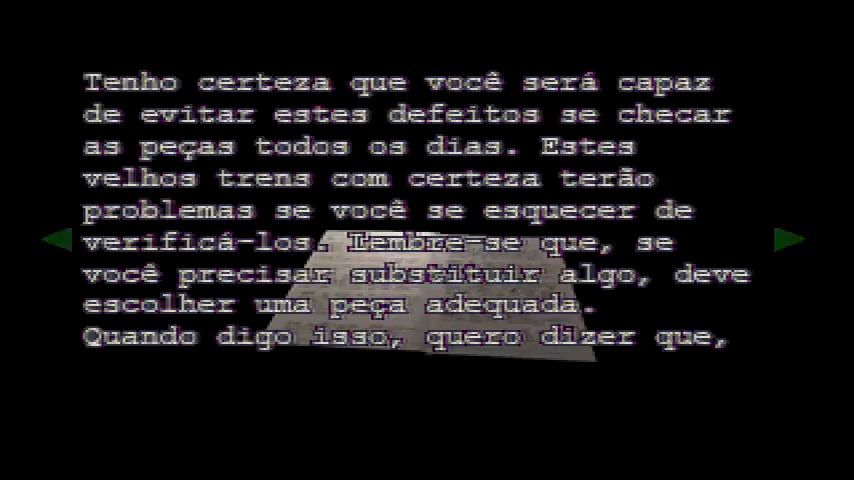 Tenho certeza que você será capaz
de evitar estes defeitos se checar
as peças todos os dias. Estes
velhos trens com certeza terão
problemas se você se esquecer de
verificá-los. Lembre-se que, se
você precisar substituir algo, deve
escolher uma peça adequada.
Quando digo isso, quero dizer que,